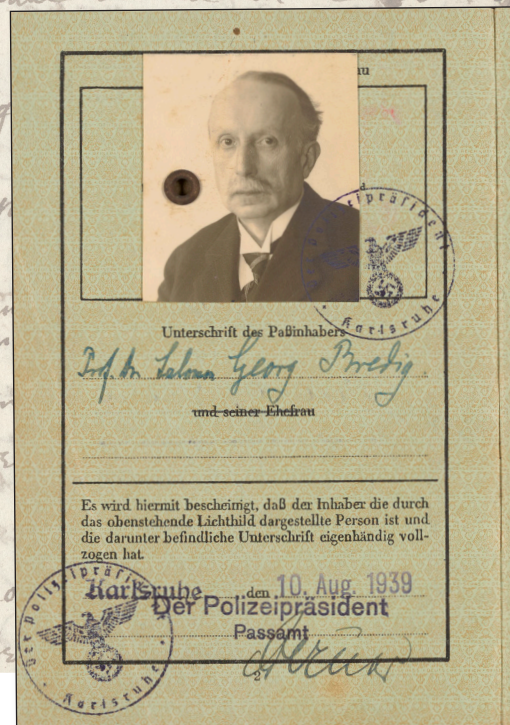 Unterschrift des Paßinhabers
Prof. Dr. Georg Bredig
und seiner Ehefrau
Es wird hiermit bescheinigt, daß der Inhaber die durch
das obenstehende Lichtbild dargestellte Person ist und
die darunter befindliche Unterschrift eigenhändig voll-
zogen hat.
Karlsruhe, den 10. Aug. 1939
Der Polizeipräsident
Passamt
2
Der Polizeipräsident
Karlsruhe
Polizeipräsident
Karlsruhe